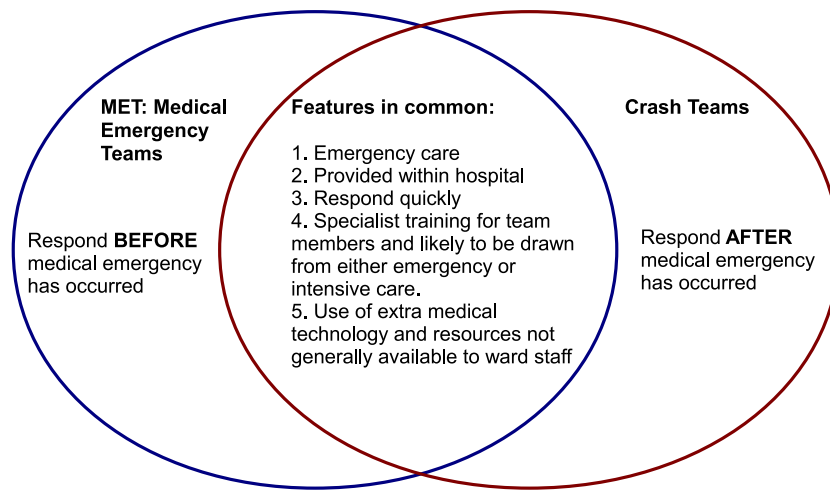 MET: Medical
Emergency
Teams
Respond BEFORE
medical emergency
has occurred
Features in common:
1. Emergency care
2. Provided within hospital
3. Respond quickly
4. Specialist training for team
members and likely to be drawn
from either emergency or
intensive care.
5. Use of extra medical
technology and resources not
generally available to ward staff
Crash Teams
Respond AFTER
medical emergency
has occurred